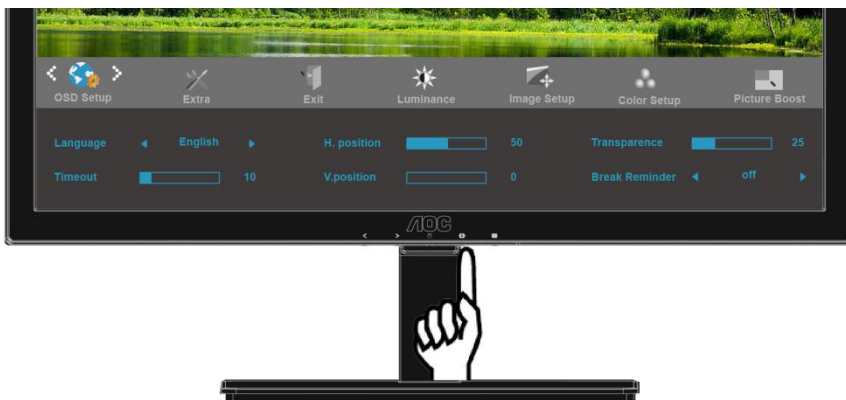 OSD Setup Extra Exit Luminance Image Setup Color Setup Picture Boost
Language English H. position 50 Transparence 25
Timeout 10 V.position 0 Break Reminder off
AOC